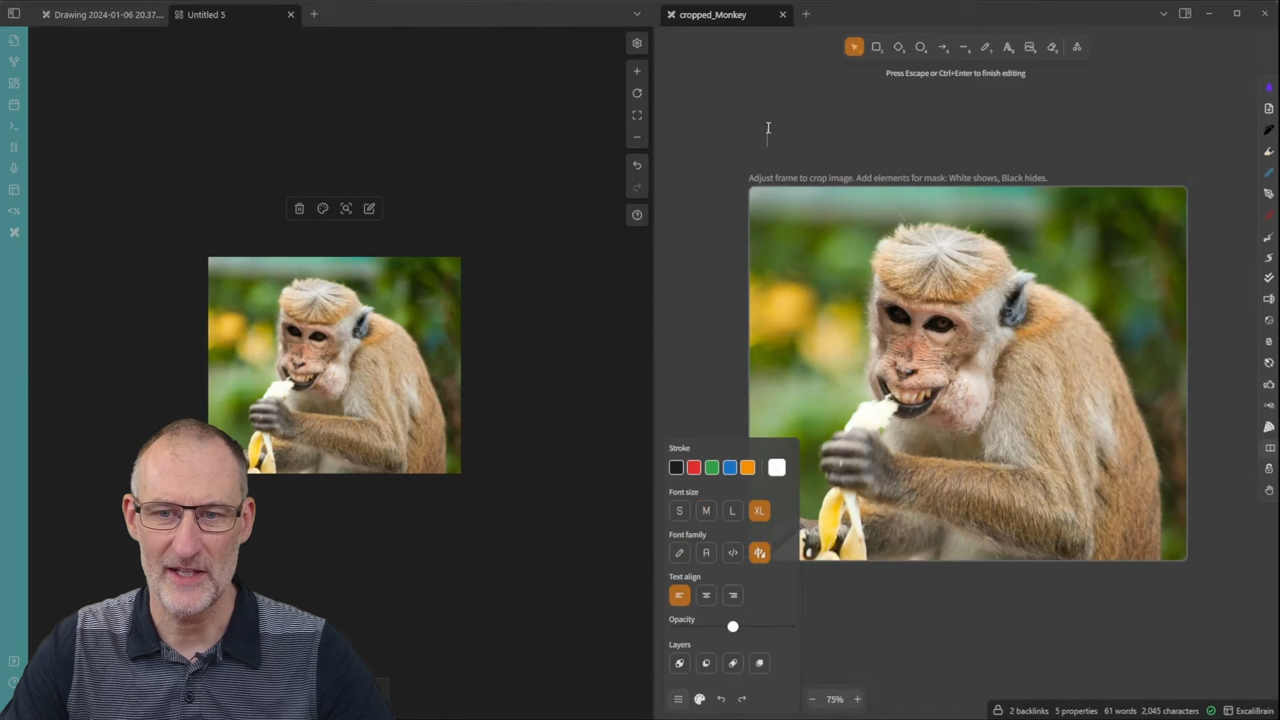 Drawing 2024-01-06 20.37....
Untitled 5
cropped_Monkey
Press Escape or Ctrl+Enter to finish editing
Adjust frame to crop image. Add elements for mask: White shows, Black hides.
Stroke
Font size
S M L XL
Font family
Text align
Opacity
Layers
75%
2 backlinks 5 properties 61 words 2,045 characters ExcaliBrain